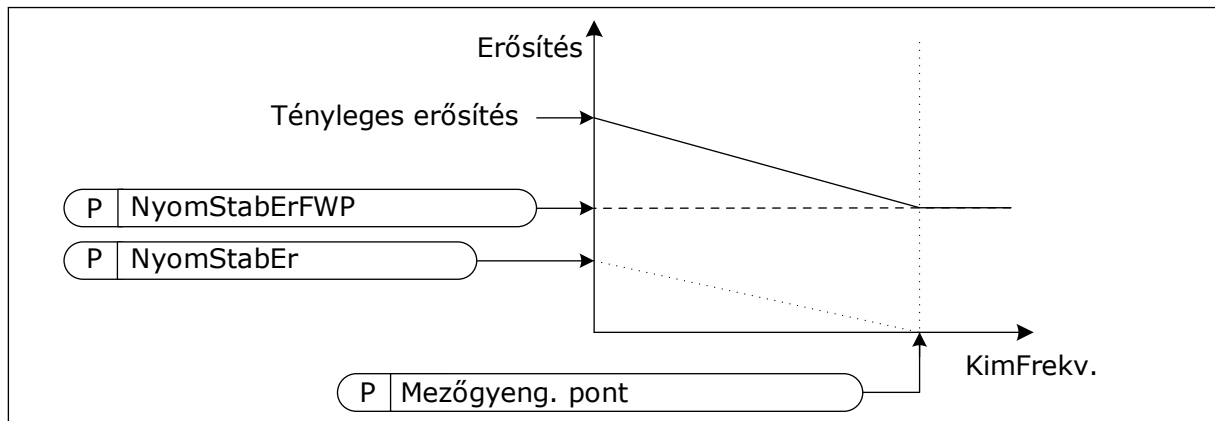 Erősítés
Tényleges erősítés
P NyomStabErFWP
P NyomStabEr
KimFrekv.
P Mezőgyeng. pont